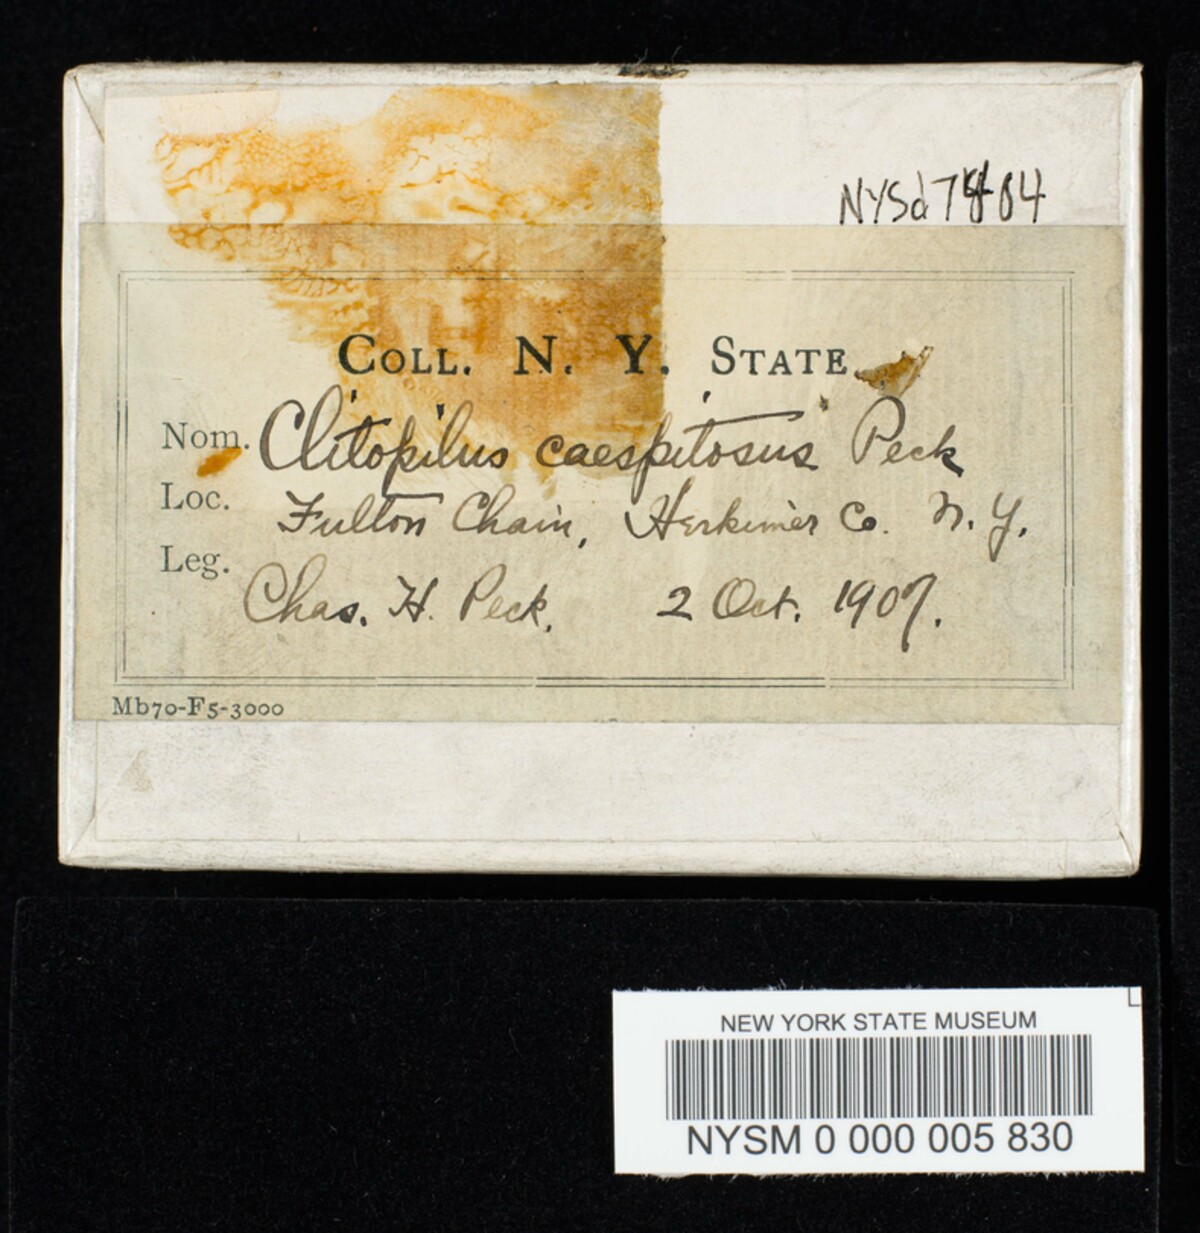 NYSd7404
COLL. N. Y. STATE
Nom. Clitopilus caespitosus Peck
Loc. Fulton Chain, Herkimer Co. N. Y.
Leg. Chas. H. Peck. 2 Oct. 1907.
Mb70-F5-3000
NEW YORK STATE MUSEUM
NYSM 0 000 005 830